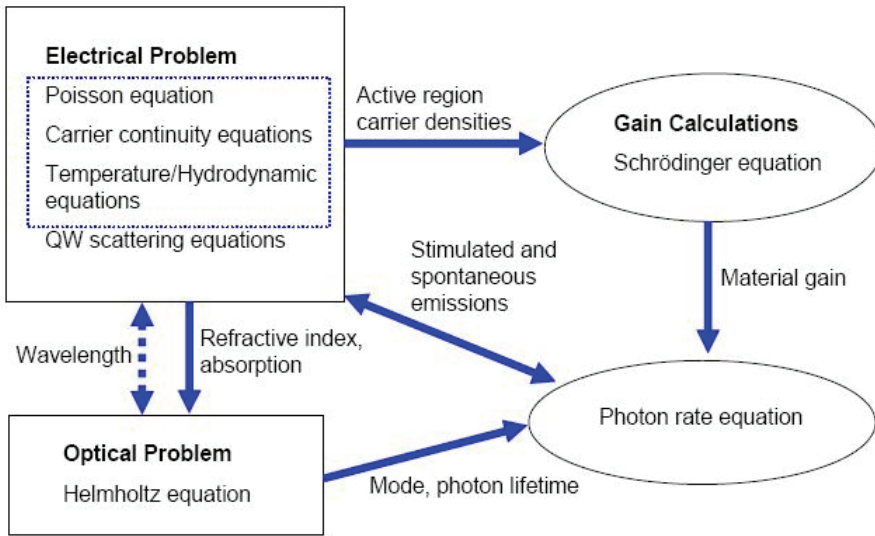 Electrical Problem
Poisson equation
Carrier continuity equations
Temperature/Hydrodynamic
equations
QW scattering equations
Active region
carrier densities
Gain Calculations
Schrödinger equation
Stimulated and
spontaneous
emissions
Material gain
Wavelength
Refractive index,
absorption
Photon rate equation
Optical Problem
Helmholtz equation
Mode, photon lifetime